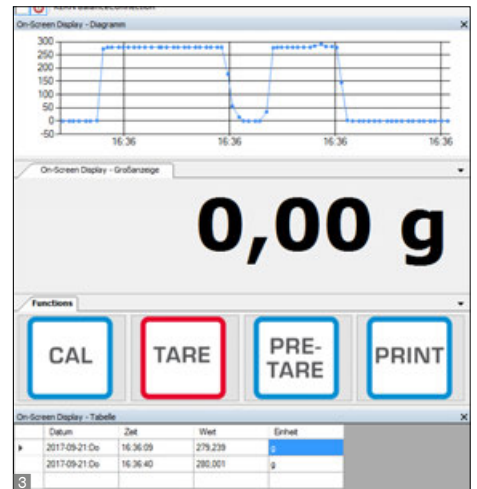 KERN BalanceConnection
On-Screen Display - Diagramm
300
250
200
150
100
50
0
-50
16:36 16:36 16:36 16:36
On-Screen Display - Großanzeige
0,00 g
Functions
CAL TARE PRE-TARE PRINT
On-Screen Display - Tabelle
Datum Zeit Wert Einheit
2017-09-21:Do 16:36:09 279,239 g
2017-09-21:Do 16:36:40 280,001 g
3